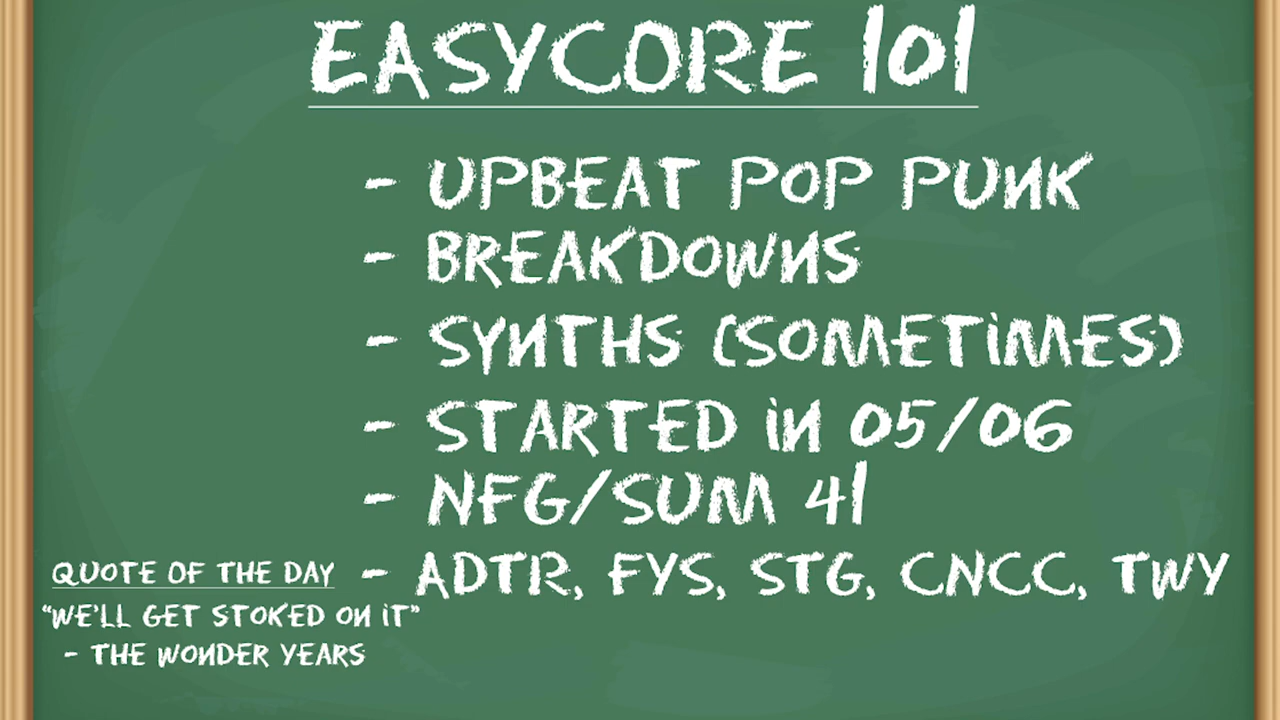 EASYCORE 101
- UPBEAT POP PUNK
- BREAKDOWNS
- SYNTHS (SOMETIMES)
- STARTED IN 05/06
- NFG/SUM 41
- ADTR, FYS, STG, CNCC, TWY
QUOTE OF THE DAY
"WE'LL GET STOKED ON IT"
- THE WONDER YEARS